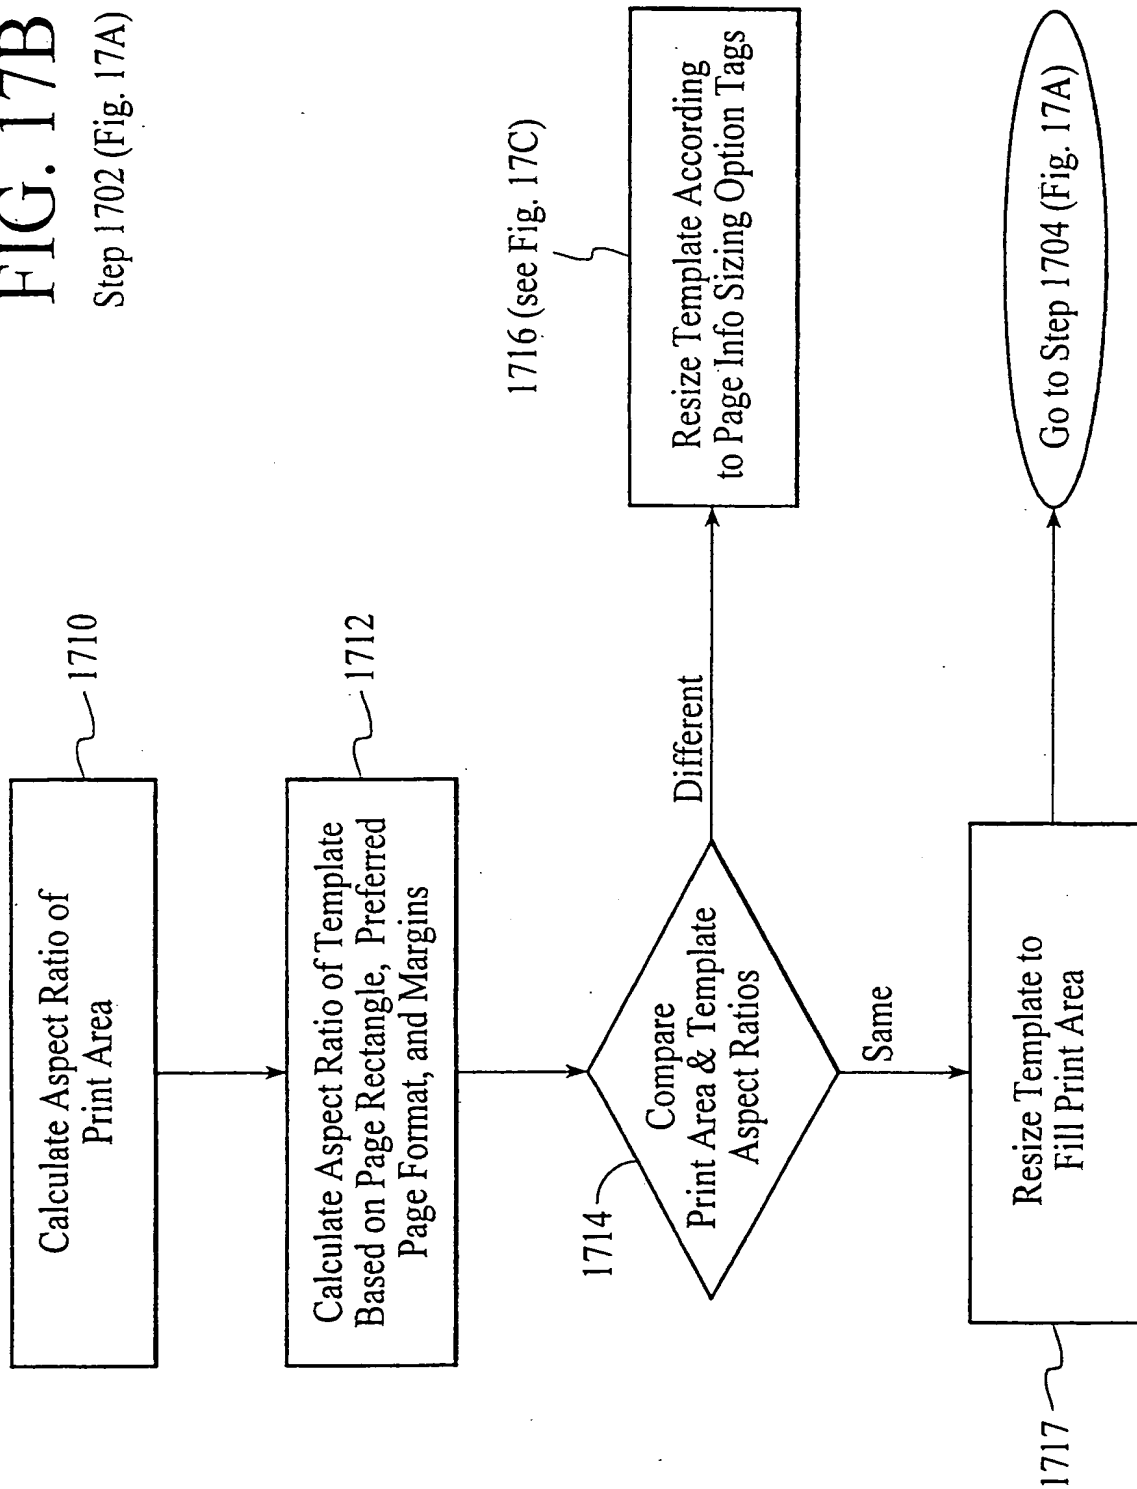 FIG. 17B
Step 1702 (Fig. 17A)
Calculate Aspect Ratio of
Print Area
1710
Calculate Aspect Ratio of Template
Based on Page Rectangle, Preferred
Page Format, and Margins
1712
Compare
Print Area & Template
Aspect Ratios
1714
Different
1716 (see Fig. 17C)
Resize Template According
to Page Info Sizing Option Tags
Same
Resize Template to
Fill Print Area
1717
Go to Step 1704 (Fig. 17A)